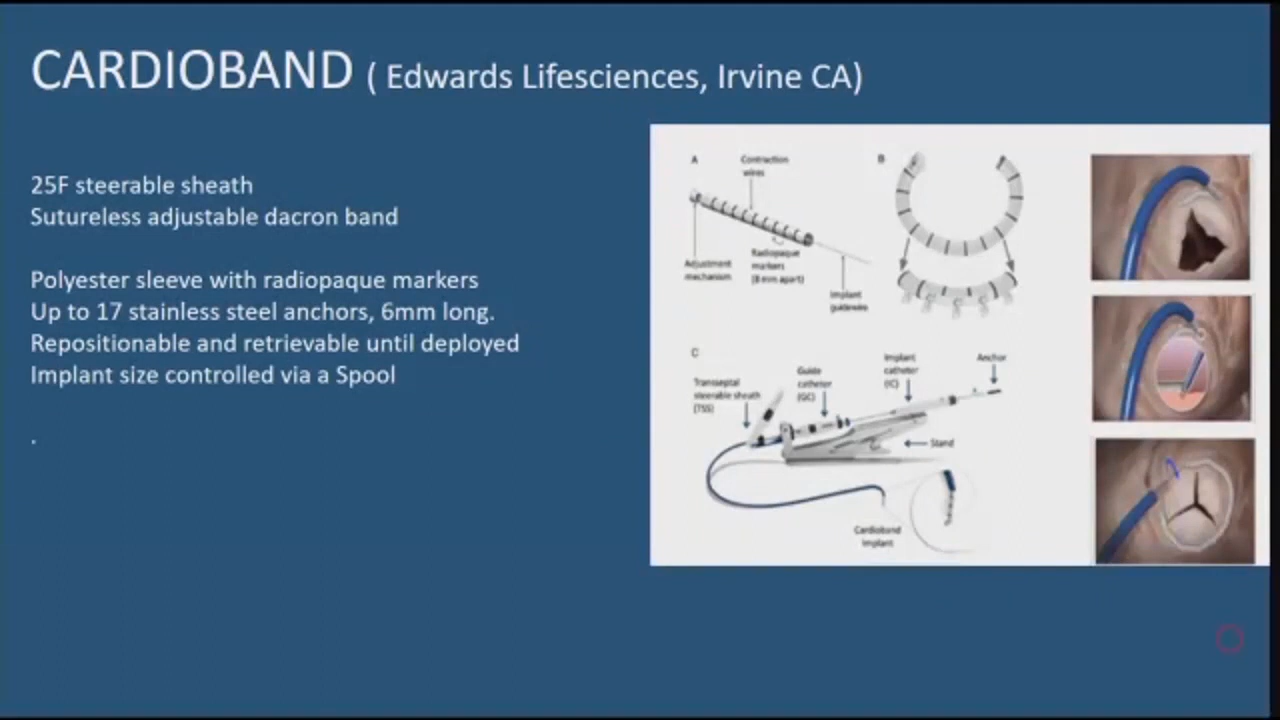 CARDIOBAND ( Edwards Lifesciences, Irvine CA)
25F steerable sheath
Sutureless adjustable dacron band
Polyester sleeve with radiopaque markers
Up to 17 stainless steel anchors, 6mm long.
Repositionable and retrievable until deployed
Implant size controlled via a Spool
.
A
Contraction
wires
Adjustment
mechanism
Radiopaque
markers
(8 mm apart)
Implant
guidewire
B
C
Transseptal
steerable sheath
(TSS)
Guide
catheter
(GC)
Implant
catheter
(IC)
Anchor
Stand
Cardioband
Implant